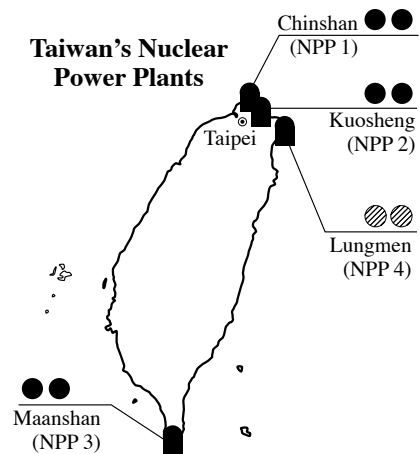 Taiwan's Nuclear
Power Plants
Chinshan
(NPP 1)
Kuosheng
(NPP 2)
Taipei
Lungmen
(NPP 4)
Maanshan
(NPP 3)